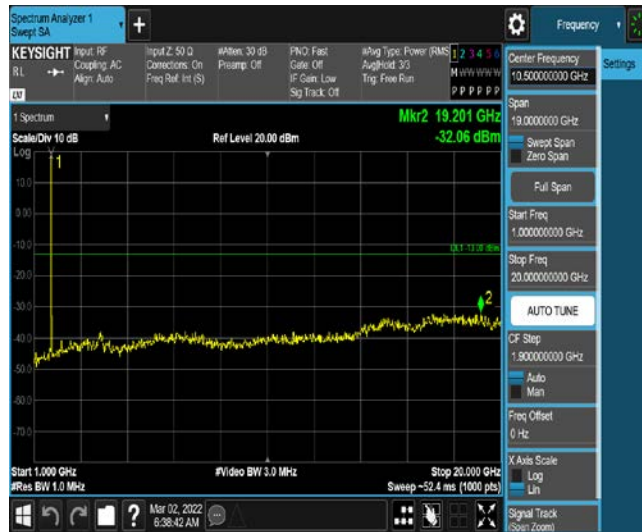 Spectrum Analyzer 1
Swept SA
Frequency
KEYSIGHT
RL
LXI
Input: RF
Coupling: AC
Align: Auto
Input Z: 50 Ω
Corrections: On
Freq Ref: Int (S)
#Atten: 30 dB
Preamp: Off
PNO: Fast
Gate: Off
IF Gain: Low
Sig Track: Off
#Avg Type: Power (RMS
Avg|Hold: 3/3
Trig: Free Run
1 2 3 4 5 6
M W W W W W
P P P P P P
1 Spectrum
Scale/Div 10 dB
Ref Level 20.00 dBm
Mkr2 19.201 GHz
-32.06 dBm
Log
1
10.0
0.00
-10.0
DL1 -13.00 dBm
-20.0
2
-30.0
-40.0
-50.0
-60.0
-70.0
Start 1.000 GHz
#Video BW 3.0 MHz
Stop 20.000 GHz
#Res BW 1.0 MHz
Sweep ~52.4 ms (1000 pts)
Mar 02, 2022
6:38:42 AM
Center Frequency
10.500000000 GHz
Settings
Span
19.0000000 GHz
Swept Span
Zero Span
Full Span
Start Freq
1.000000000 GHz
Stop Freq
20.000000000 GHz
AUTO TUNE
CF Step
1.900000000 GHz
Auto
Man
Freq Offset
0 Hz
X Axis Scale
Log
Lin
Signal Track
(Span Zoom)